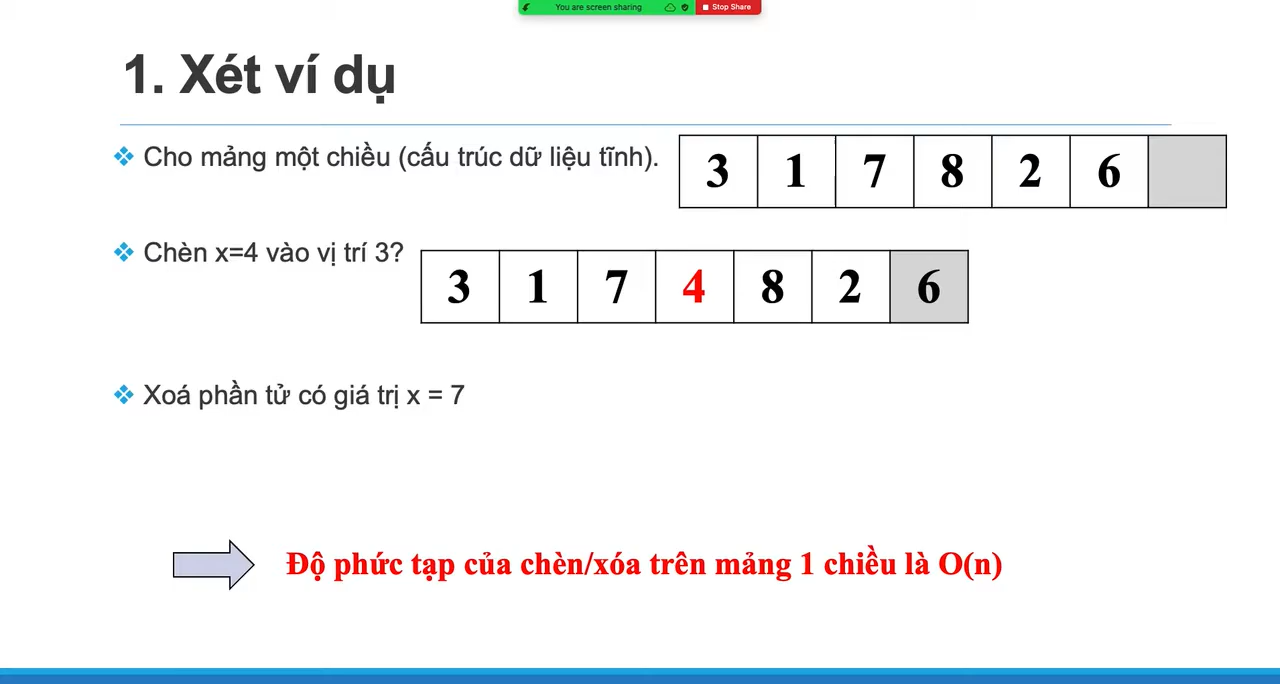 You are screen sharing
Stop Share
1. Xét ví dụ
Cho mảng một chiều (cấu trúc dữ liệu tĩnh).
3 1 7 8 2 6
Chèn x=4 vào vị trí 3?
3 1 7 4 8 2 6
Xoá phần tử có giá trị x = 7
Độ phức tạp của chèn/xóa trên mảng 1 chiều là O(n)